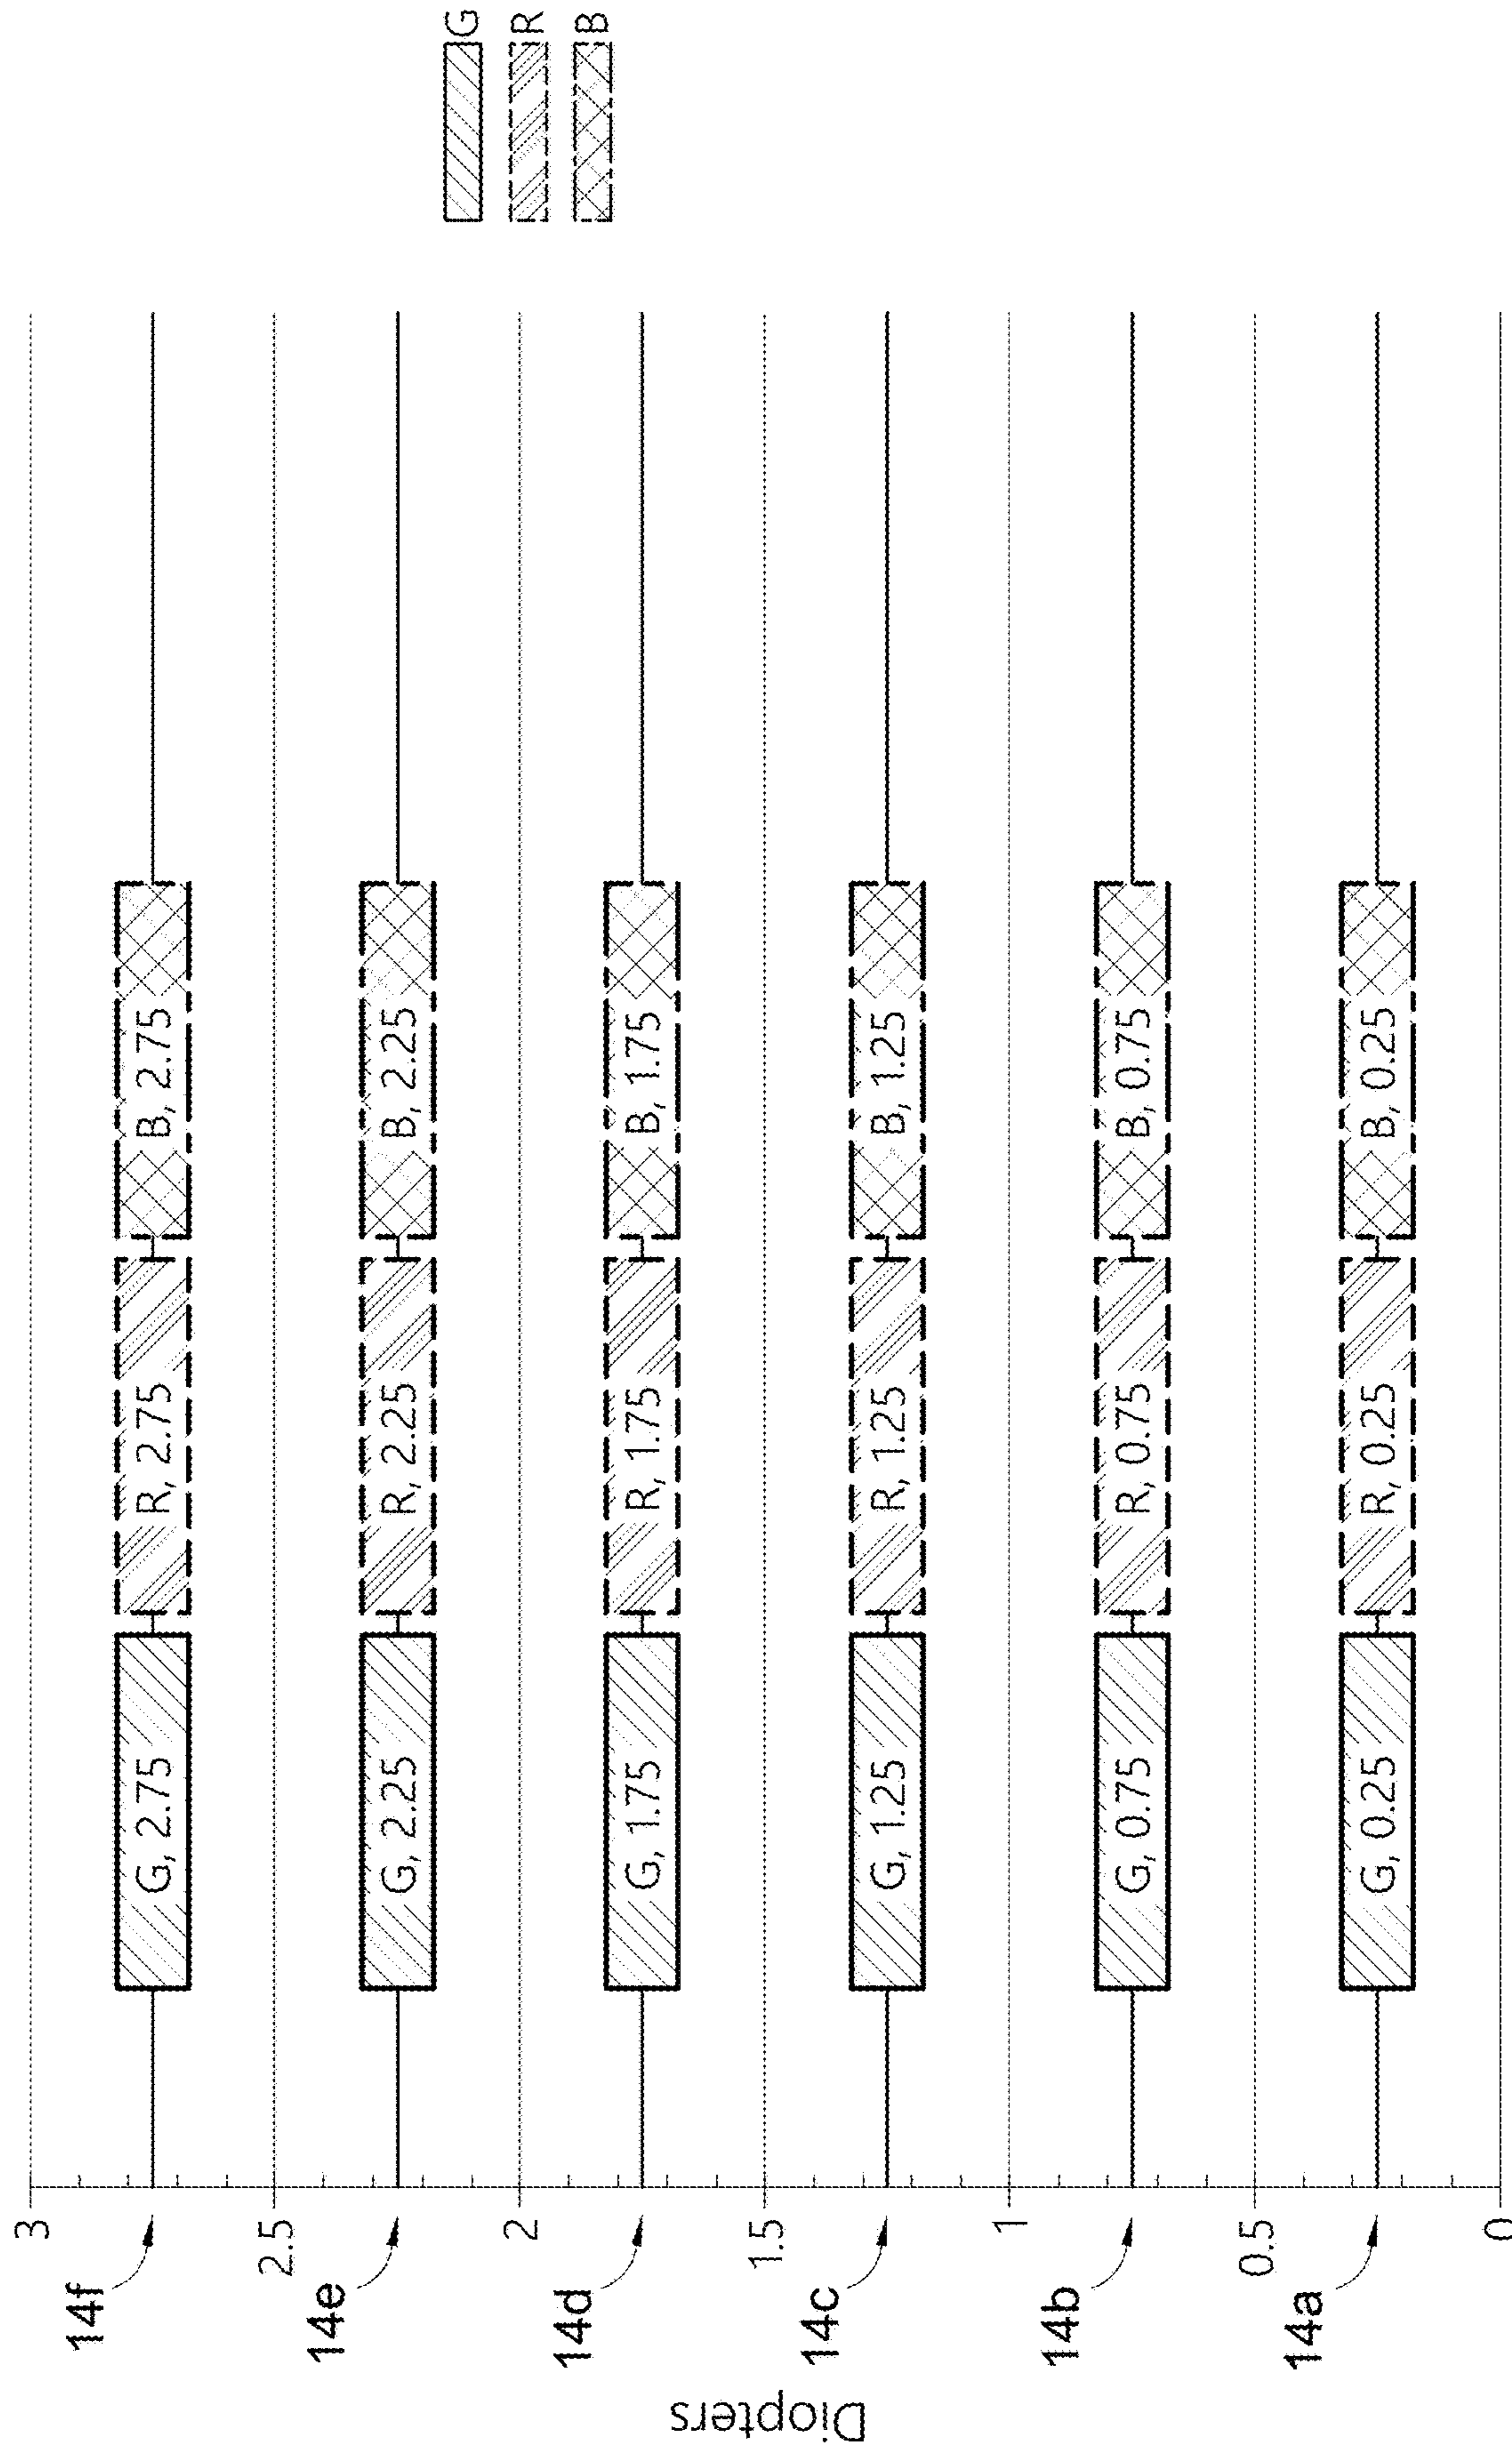 3
14f
G, 2.75 R, 2.75 B, 2.75
2.5
14e
G, 2.25 R, 2.25 B, 2.25
2
14d
G, 1.75 R, 1.75 B, 1.75
1.5
14c
G, 1.25 R, 1.25 B, 1.25
1
14b
G, 0.75 R, 0.75 B, 0.75
0.5
14a
G, 0.25 R, 0.25 B, 0.25
0
Diopters
G
R
B